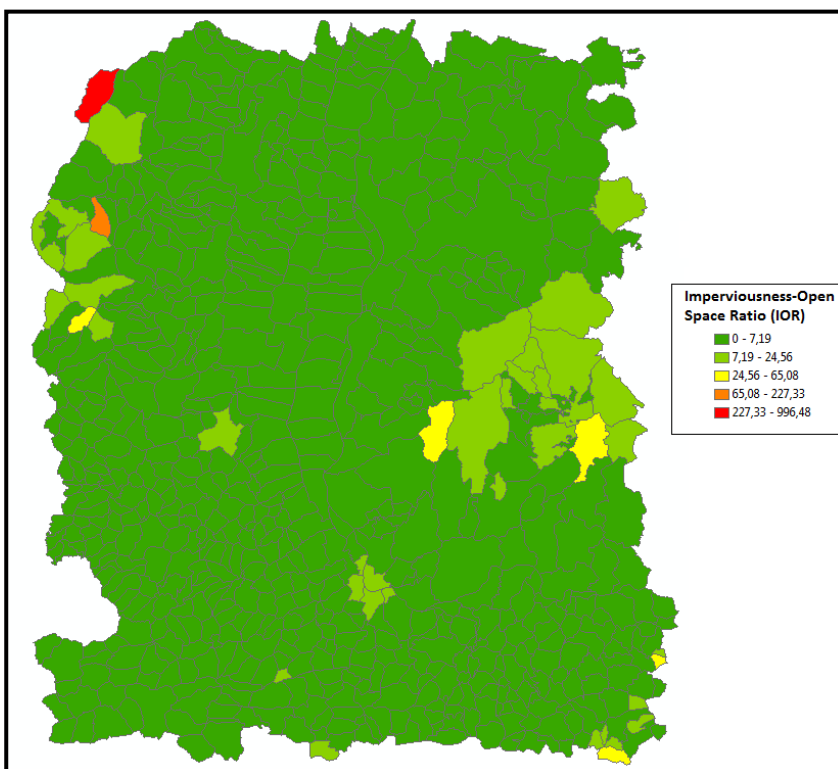 Imperviousness-Open
Space Ratio (IOR)
0 - 7,19
7,19 - 24,56
24,56 - 65,08
65,08 - 227,33
227,33 - 996,48